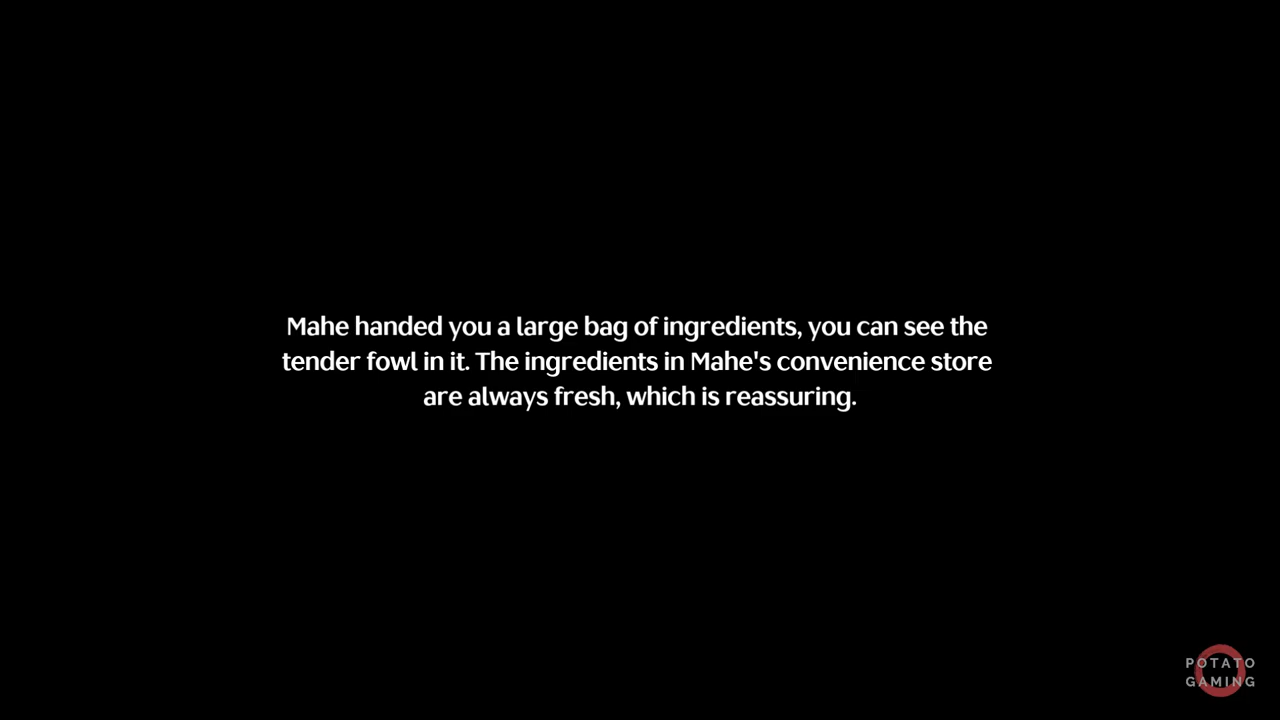 Mahe handed you a large bag of ingredients, you can see the
tender fowl in it. The ingredients in Mahe's convenience store
are always fresh, which is reassuring.
POTATO
GAMING